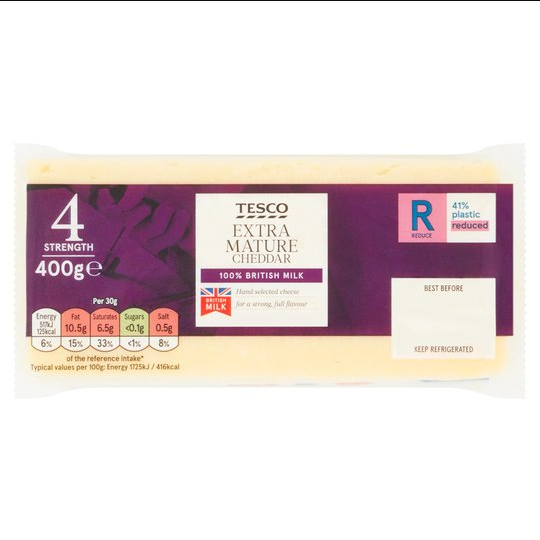 4
STRENGTH
400g℮
TESCO
EXTRA
MATURE
CHEDDAR
100% BRITISH MILK
BRITISH
MILK
Hand selected cheese
for a strong, full flavour
R
REDUCE
41%
plastic
reduced
BEST BEFORE
KEEP REFRIGERATED
Per 30g
Energy Fat Saturates Sugars Salt
517kJ
125kcal 10.5g 6.5g <0.1g 0.5g
6% 15% 33% <1% 8%
of the reference intake*
Typical values per 100g: Energy 1725kJ / 416kcal